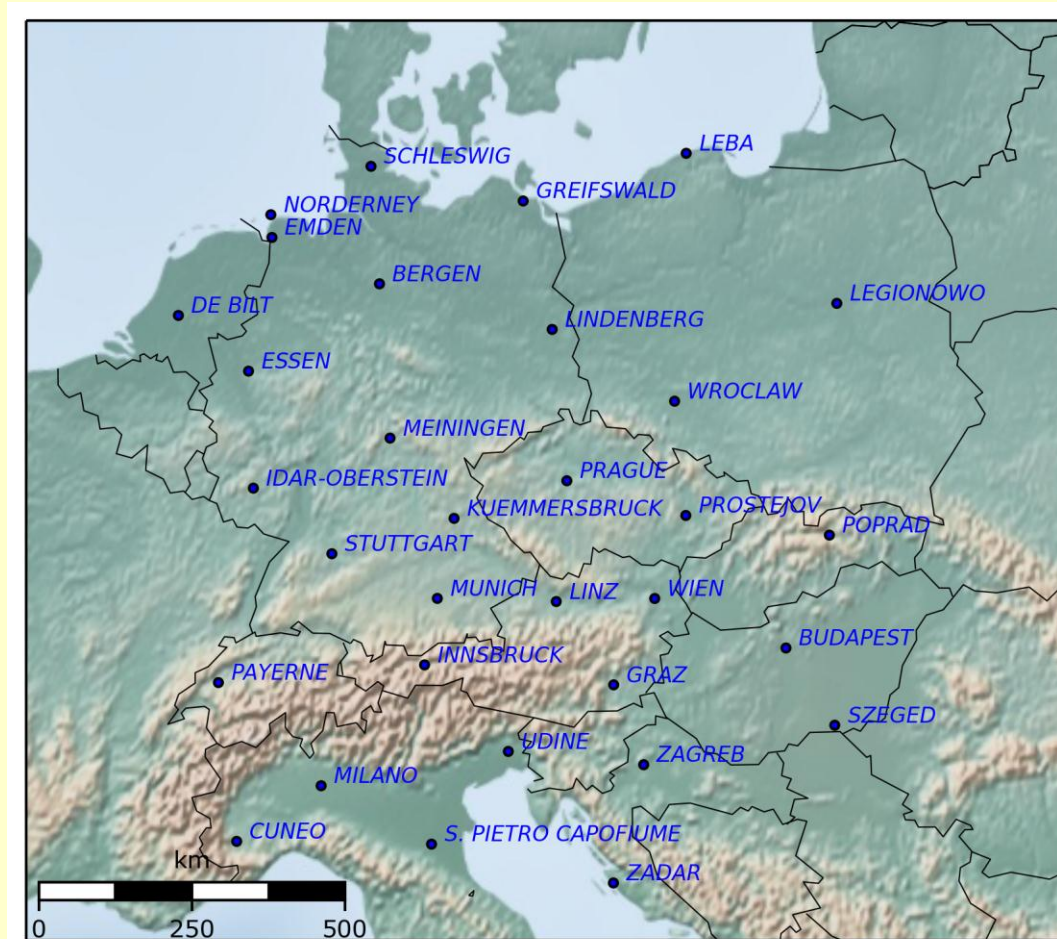 LEBA
SCHLESWIG
GREIFSWALD
NORDERNEY
EMDEN
BERGEN
LEGIONOWO
DE BILT
LINDENBERG
ESSEN
WROCLAW
MEININGEN
PRAGUE
IDAR-OBERSTEIN
KUEMMERSBRUCK
PROSTEJOV
POPRAD
STUTTGART
MUNICH
LINZ
WIEN
BUDAPEST
INNSBRUCK
PAYERNE
GRAZ
SZEGED
UDINE
ZAGREB
MILANO
CUNEO
S. PIETRO CAPOFIUME
km
ZADAR
0 250 500